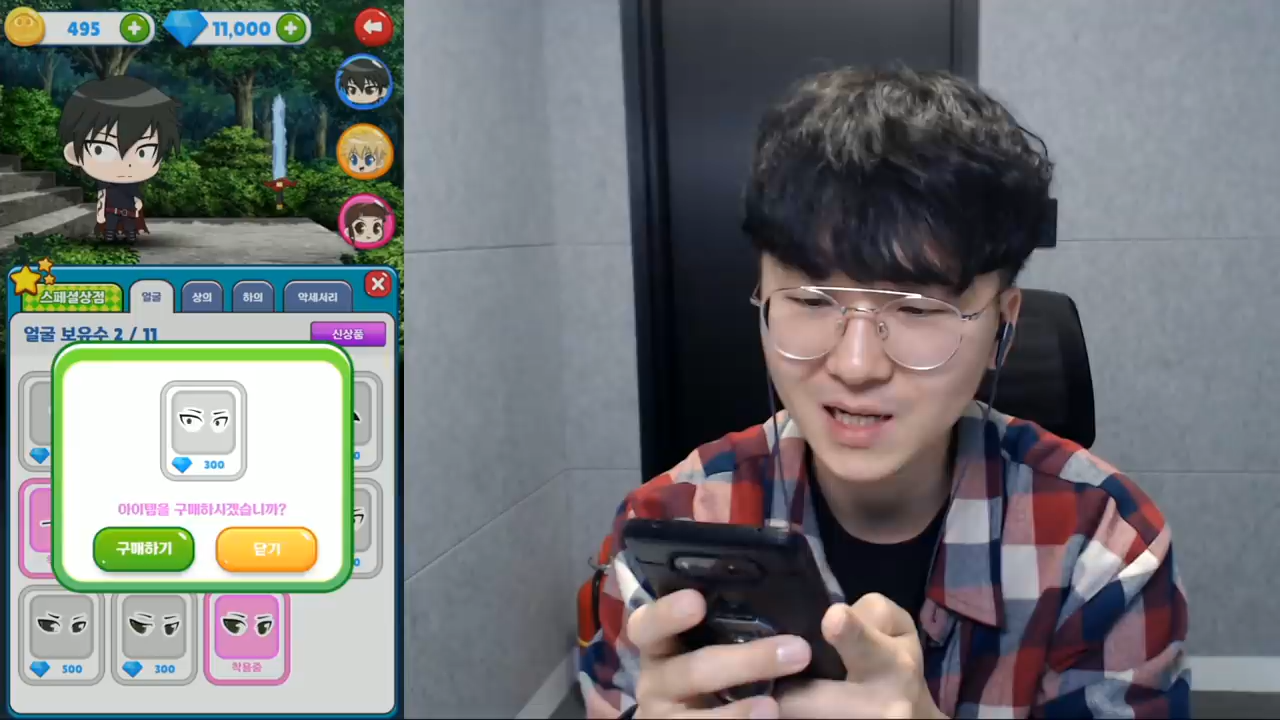 495
11,000
스페셜상점
얼굴
상의
하의
악세서리
얼굴 보유수 2 / 11
신상품
300
아이템을 구매하시겠습니까?
구매하기
닫기
500
300
착용중